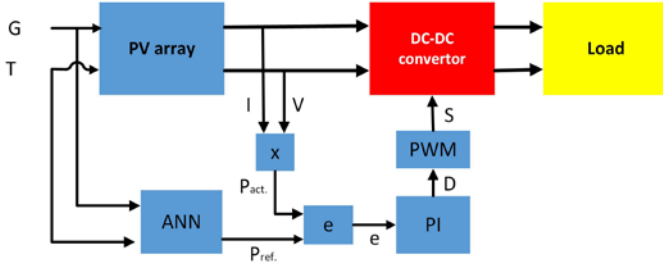 G
T
PV array
DC-DC
convertor
Load
I
V
S
x
PWM
Pact.
D
ANN
e
e
PI
Pref.